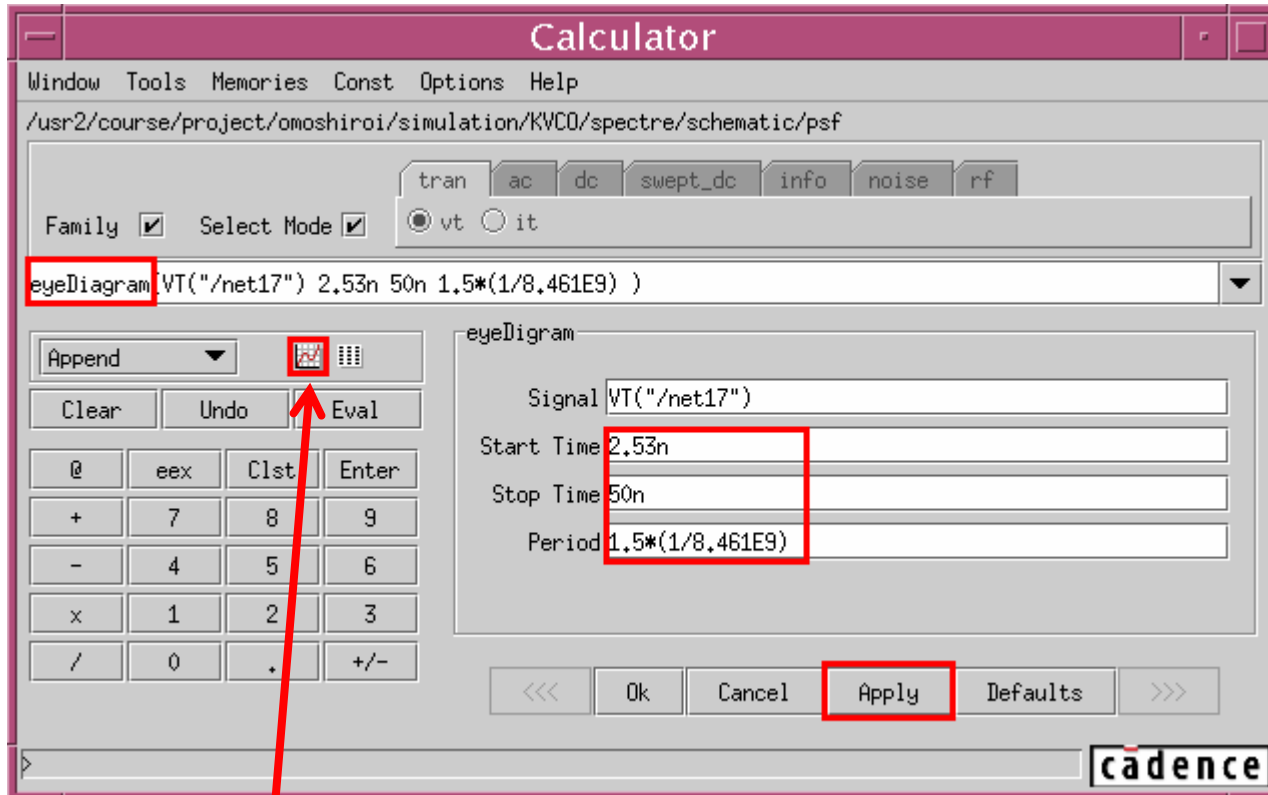 Calculator
Window Tools Memories Const Options Help
/usr2/course/project/omoshiroi/simulation/KVCO/spectre/schematic/psf
tran ac dc swept_dc info noise rf
Family Select Mode vt it
eyeDiagram(VT("/net17") 2.53n 50n 1.5*(1/8.461E9) )
Append
Clear Undo Eval
@ eex Clst Enter
+ 7 8 9
- 4 5 6
x 1 2 3
/ 0 . +/-
eyeDigram
Signal VT("/net17")
Start Time 2.53n
Stop Time 50n
Period 1.5*(1/8.461E9)
<<< Ok Cancel Apply Defaults >>>
>
cādence